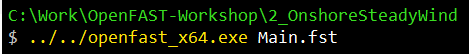 C:\Work\OpenFAST-Workshop\2_OnshoreSteadyWind
$ ../../openfast_x64.exe Main.fst